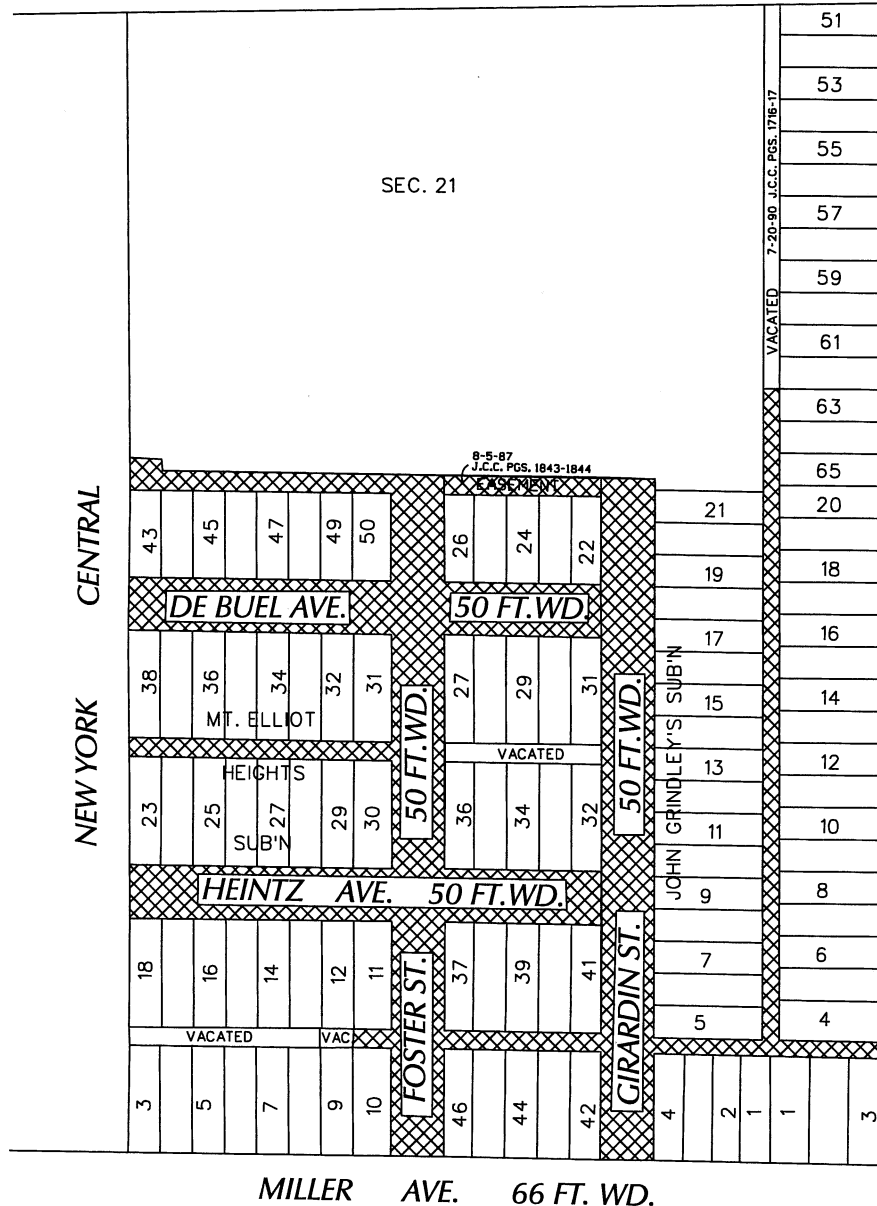 51
53
55
57
59
61
63
65
VACATED 7-20-90 J.C.C. PGS. 1716-17
SEC. 21
8-5-87
J.C.C. PGS. 1843-1844
EASEMENT
NEW YORK CENTRAL
43 45 47 49 50
26 24 22
21
19
20
18
DE BUEL AVE. 50 FT.WD.
38 36 34 32 31
27 29 31
MT. ELLIOT
HEIGHTS
SUB'N
50 FT.WD.
50 FT.WD.
VACATED
JOHN GRINDLEY'S SUB'N
17
15
13
11
9
7
5
16
14
12
10
8
6
4
23 25 27 29 30
36 34 32
HEINTZ AVE. 50 FT.WD.
18 16 14 12 11
37 39 41
VACATED VAC
FOSTER ST.
GIRARDIN ST.
3 5 7 9 10
46 44 42
4 2 1 1 3
MILLER AVE. 66 FT. WD.